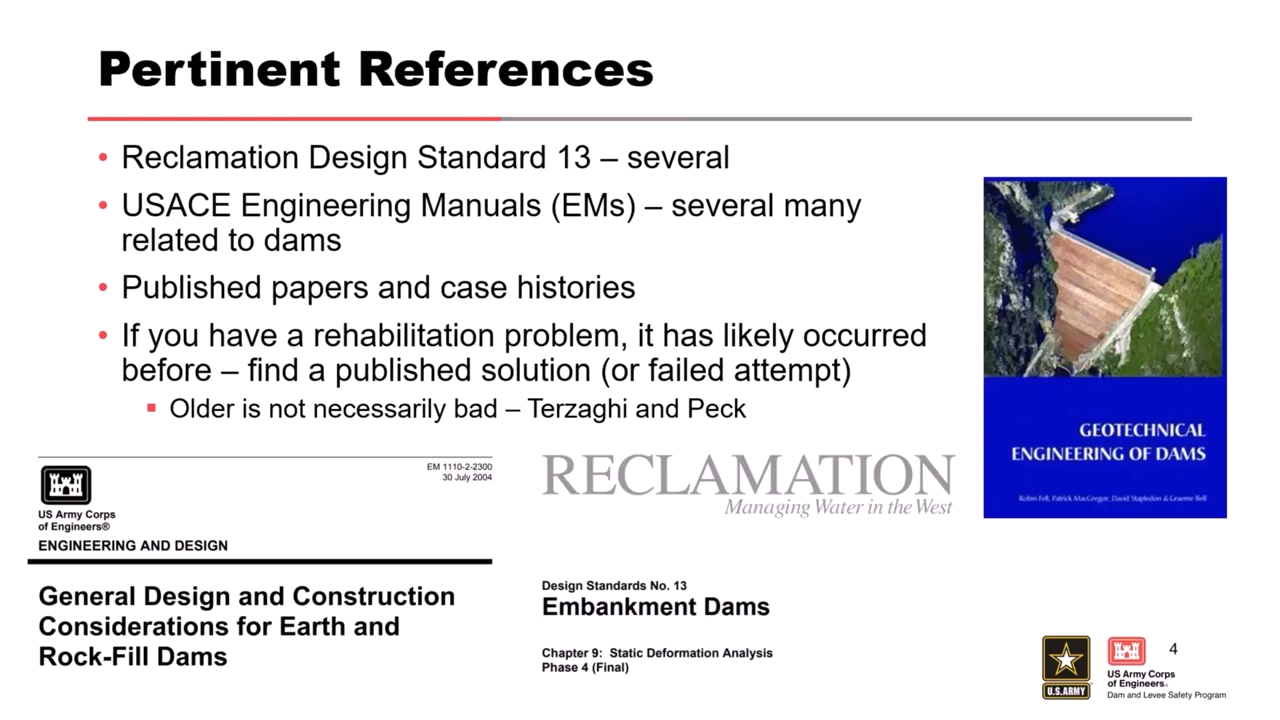 Pertinent References
• Reclamation Design Standard 13 – several
• USACE Engineering Manuals (EMs) – several many
related to dams
• Published papers and case histories
• If you have a rehabilitation problem, it has likely occurred
before – find a published solution (or failed attempt)
▪ Older is not necessarily bad – Terzaghi and Peck
GEOTECHNICAL
ENGINEERING OF DAMS
Robin Fell, Patrick MacGregor, David Stapledon & Graeme Bell
EM 1110-2-2300
30 July 2004
US Army Corps
of Engineers®
ENGINEERING AND DESIGN
General Design and Construction
Considerations for Earth and
Rock-Fill Dams
RECLAMATION
Managing Water in the West
Design Standards No. 13
Embankment Dams
Chapter 9: Static Deformation Analysis
Phase 4 (Final)
U.S.ARMY
US Army Corps
of Engineers®
Dam and Levee Safety Program
4